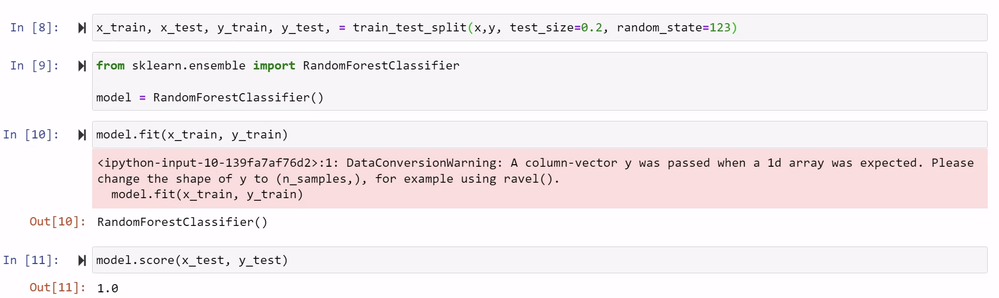 In [8]: x_train, x_test, y_train, y_test, = train_test_split(x,y, test_size=0.2, random_state=123)
In [9]: from sklearn.ensemble import RandomForestClassifier
model = RandomForestClassifier()
In [10]: model.fit(x_train, y_train)
<ipython-input-10-139fa7af76d2>:1: DataConversionWarning: A column-vector y was passed when a 1d array was expected. Please
change the shape of y to (n_samples,), for example using ravel().
  model.fit(x_train, y_train)
Out[10]: RandomForestClassifier()
In [11]: model.score(x_test, y_test)
Out[11]: 1.0